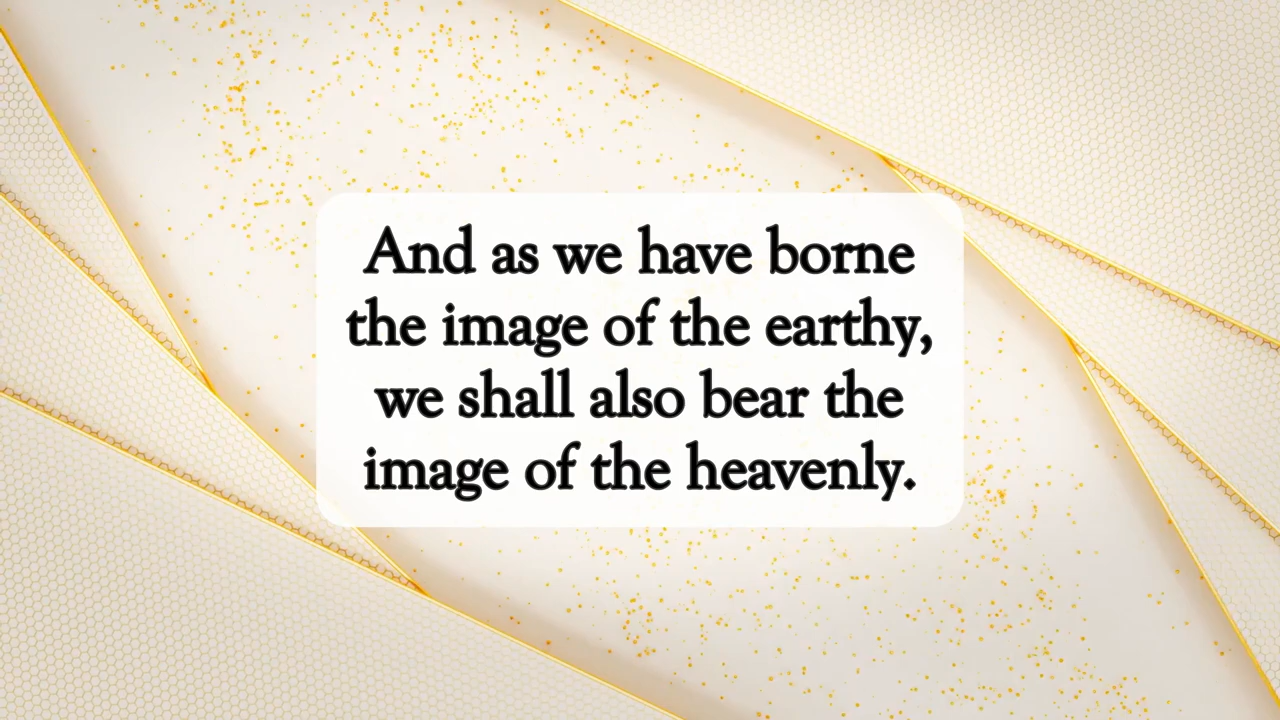 And as we have borne
the image of the earthy,
we shall also bear the
image of the heavenly.